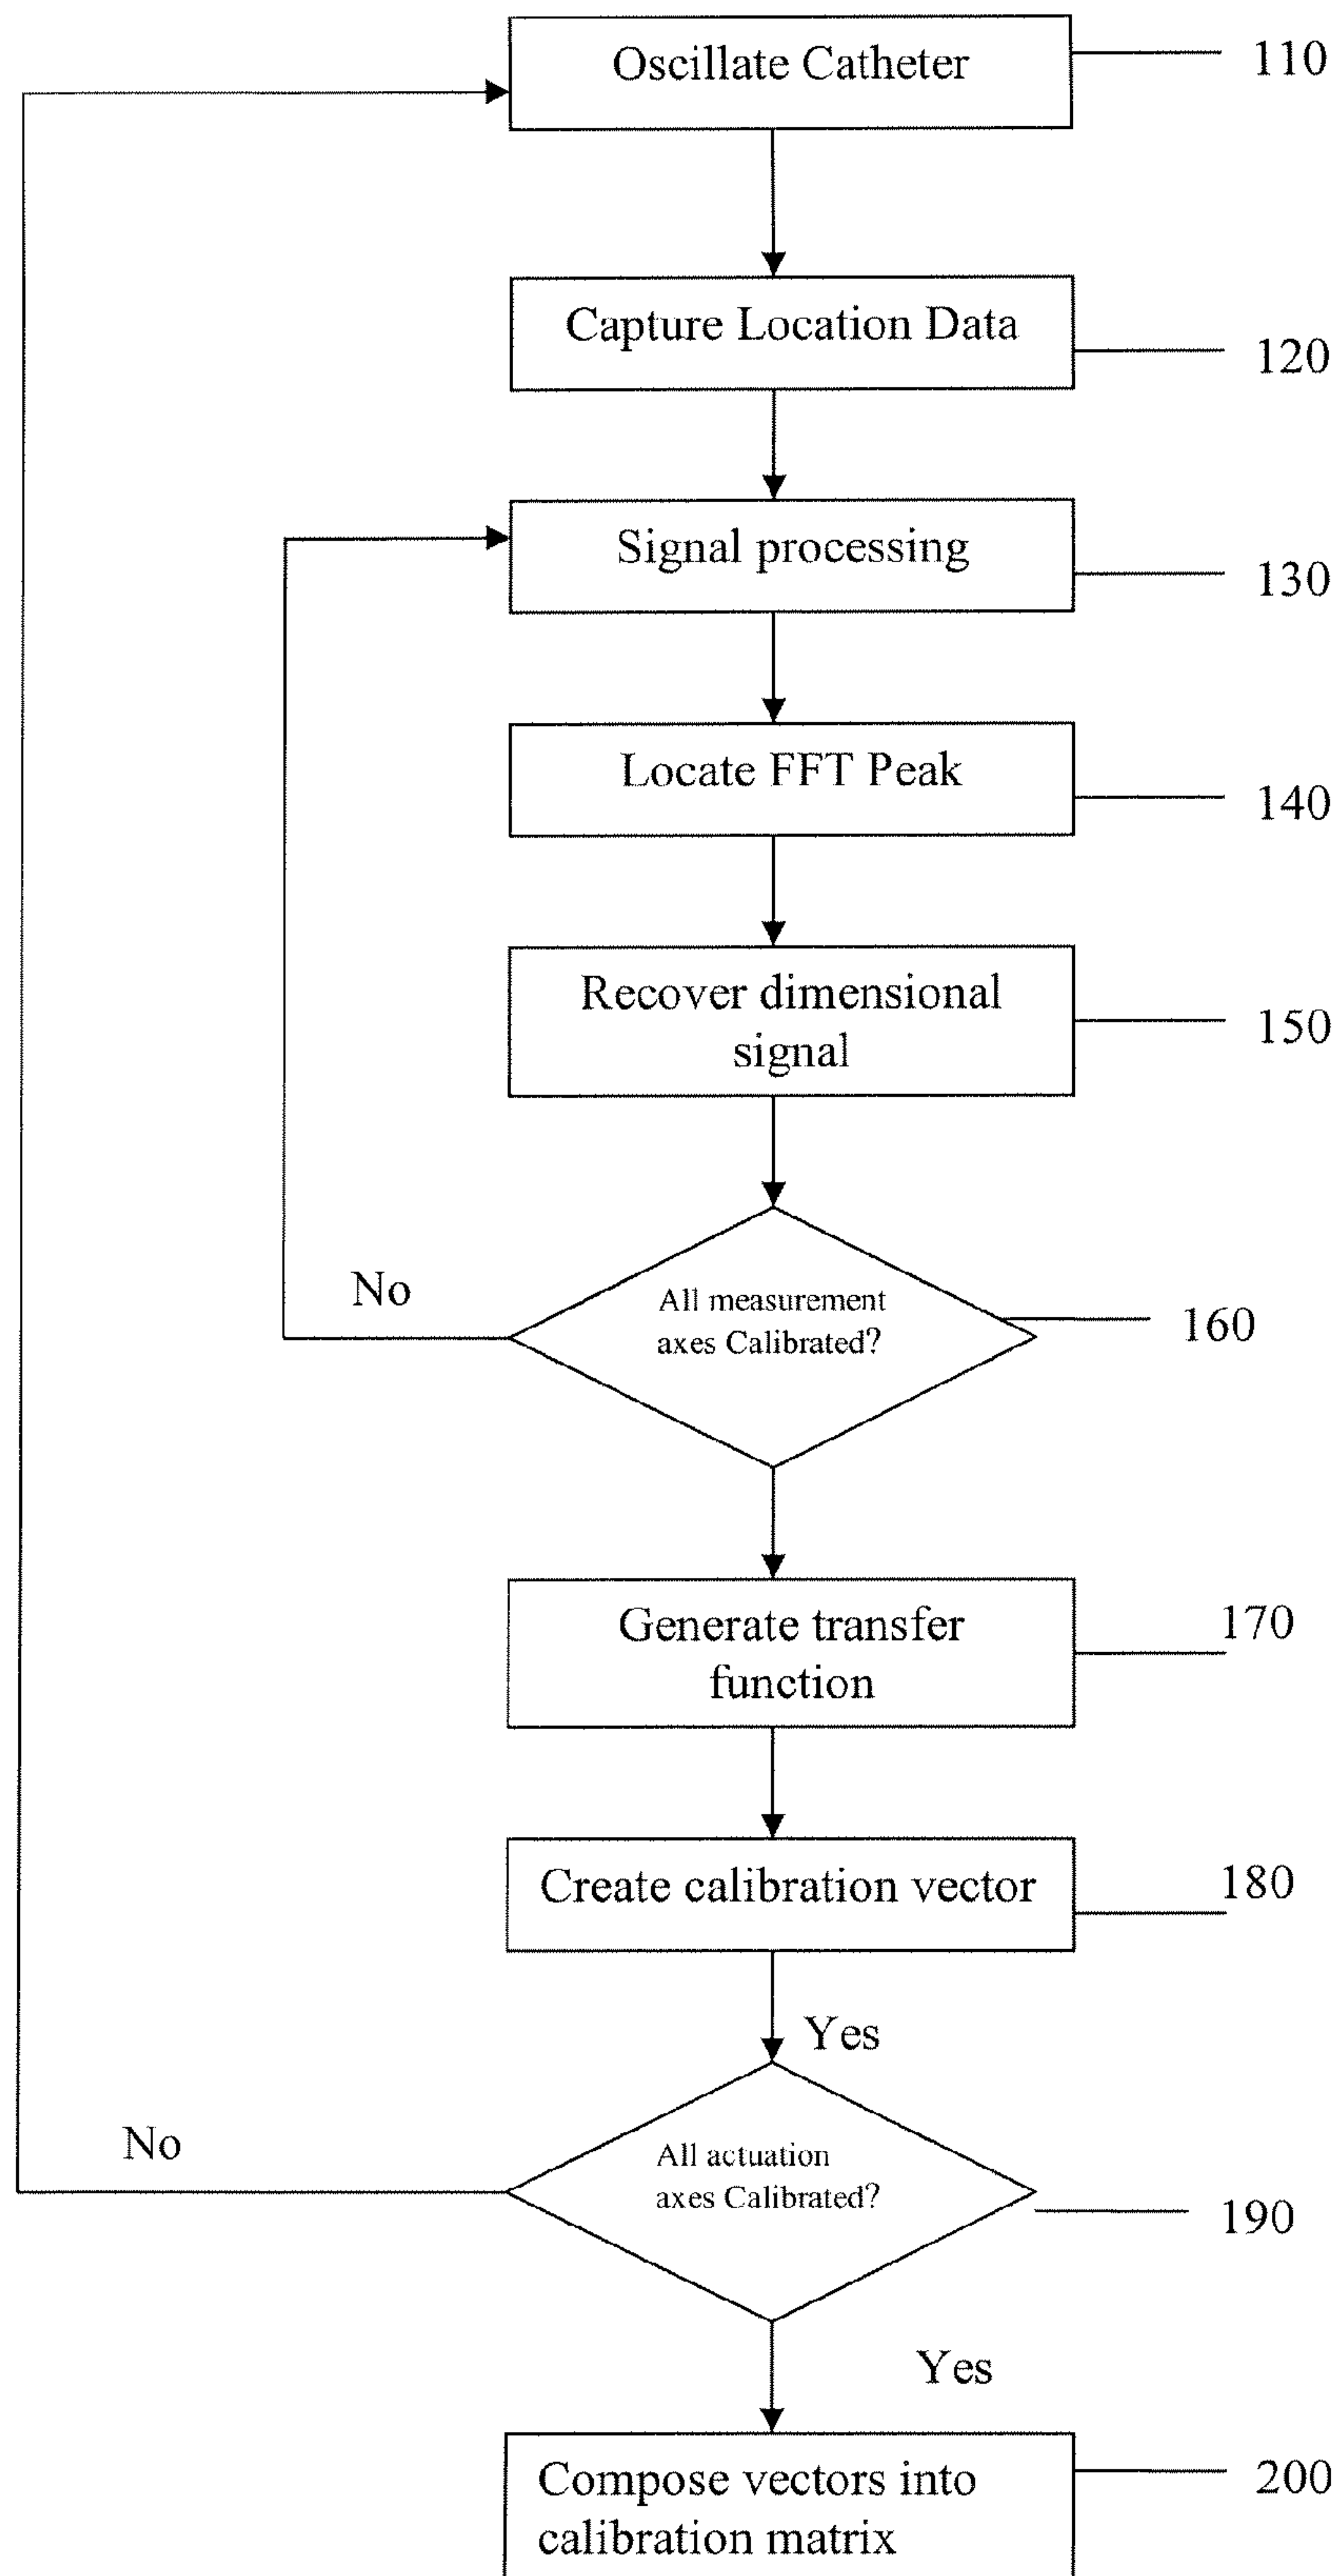 Oscillate Catheter
110
Capture Location Data
120
Signal processing
130
Locate FFT Peak
140
Recover dimensional
signal
150
No
All measurement
axes Calibrated?
160
Generate transfer
function
170
Create calibration vector
180
Yes
No
All actuation
axes Calibrated?
190
Yes
Compose vectors into
calibration matrix
200